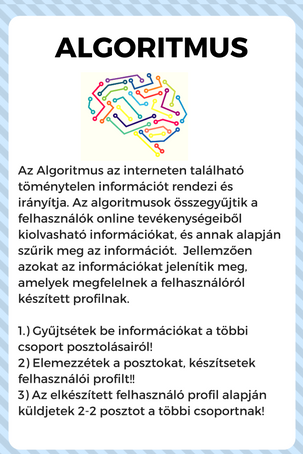 ALGORITMUS
Az Algoritmus az interneten található
töménytelen információt rendezi és
irányítja. Az algoritmusok összegyűjtik a
felhasználók online tevékenységeiből
kiolvasható információkat, és annak alapján
szűrik meg az információt. Jellemzően
azokat az információkat jelenítik meg,
amelyek megfelelnek a felhasználóról
készített profilnak.
1.) Gyűjtsétek be információkat a többi
csoport posztolásairól!
2) Elemezzétek a posztokat, készítsetek
felhasználói profilt!!
3) Az elkészített felhasználó profil alapján
küldjetek 2-2 posztot a többi csoportnak!